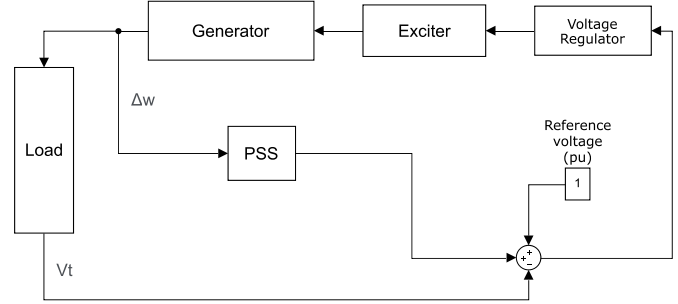 Generator
Exciter
Voltage
Regulator
Δw
Load
PSS
Reference
voltage
(pu)
1
+
+
−
Vt